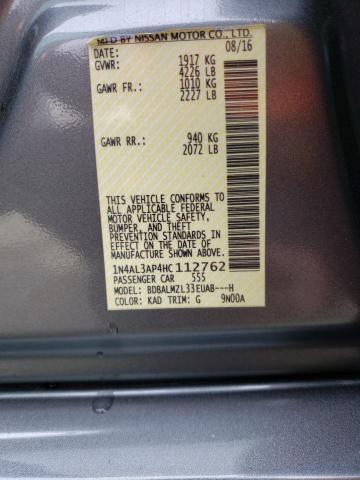 MFD BY NISSAN MOTOR CO., LTD.
DATE: 08/16
GVWR: 1917 KG
4226 LB
GAWR FR.: 1010 KG
2227 LB
GAWR RR.: 940 KG
2072 LB
THIS VEHICLE CONFORMS TO
ALL APPLICABLE FEDERAL
MOTOR VEHICLE SAFETY,
BUMPER, AND THEFT
PREVENTION STANDARDS IN
EFFECT ON THE DATE OF
MANUFACTURE SHOWN ABOVE.
1N4AL3AP4HC112762
PASSENGER CAR 555
MODEL: BDBALMZL33EUAB---H
COLOR: KAD TRIM: G 9N00A